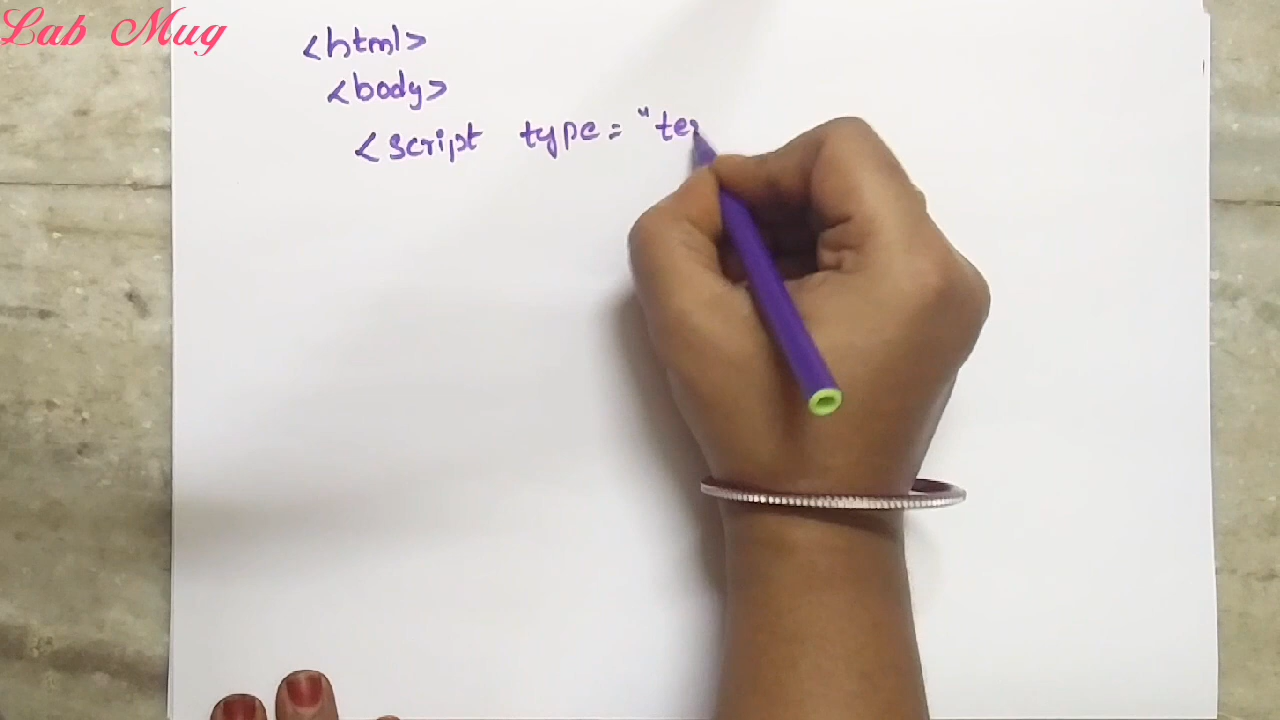 Lab Mug
<html>
<body>
<script type = "te